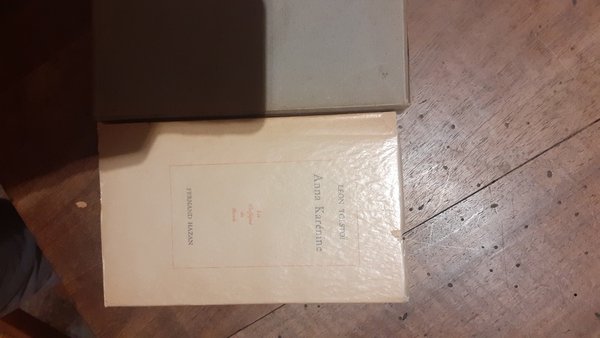 LÉON TOLSTOÏ
Anna Karénine
FERNAND HAZAN